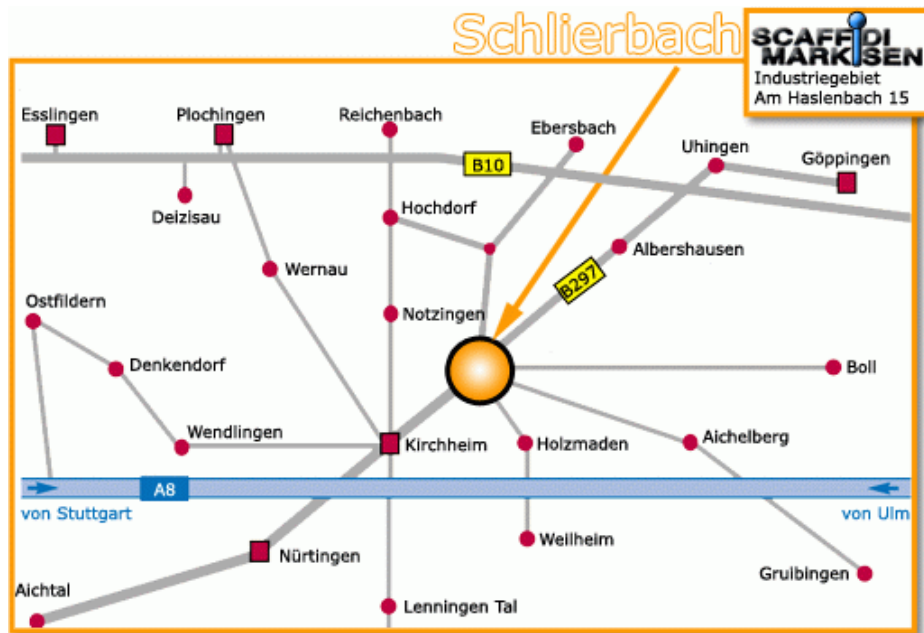 Schlierbach
SCAFFIDI
MARKISEN
Industriegebiet
Am Haslenbach 15
Esslingen
Plochingen
Reichenbach
Ebersbach
Uhingen
Göppingen
B10
Deizisau
Hochdorf
Albershausen
Wernau
B297
Ostfildern
Notzingen
Denkendorf
Boll
Wendlingen
Kirchheim
Holzmaden
Aichelberg
A8
von Stuttgart
von Ulm
Weilheim
Nürtingen
Gruibingen
Aichtal
Lenningen Tal